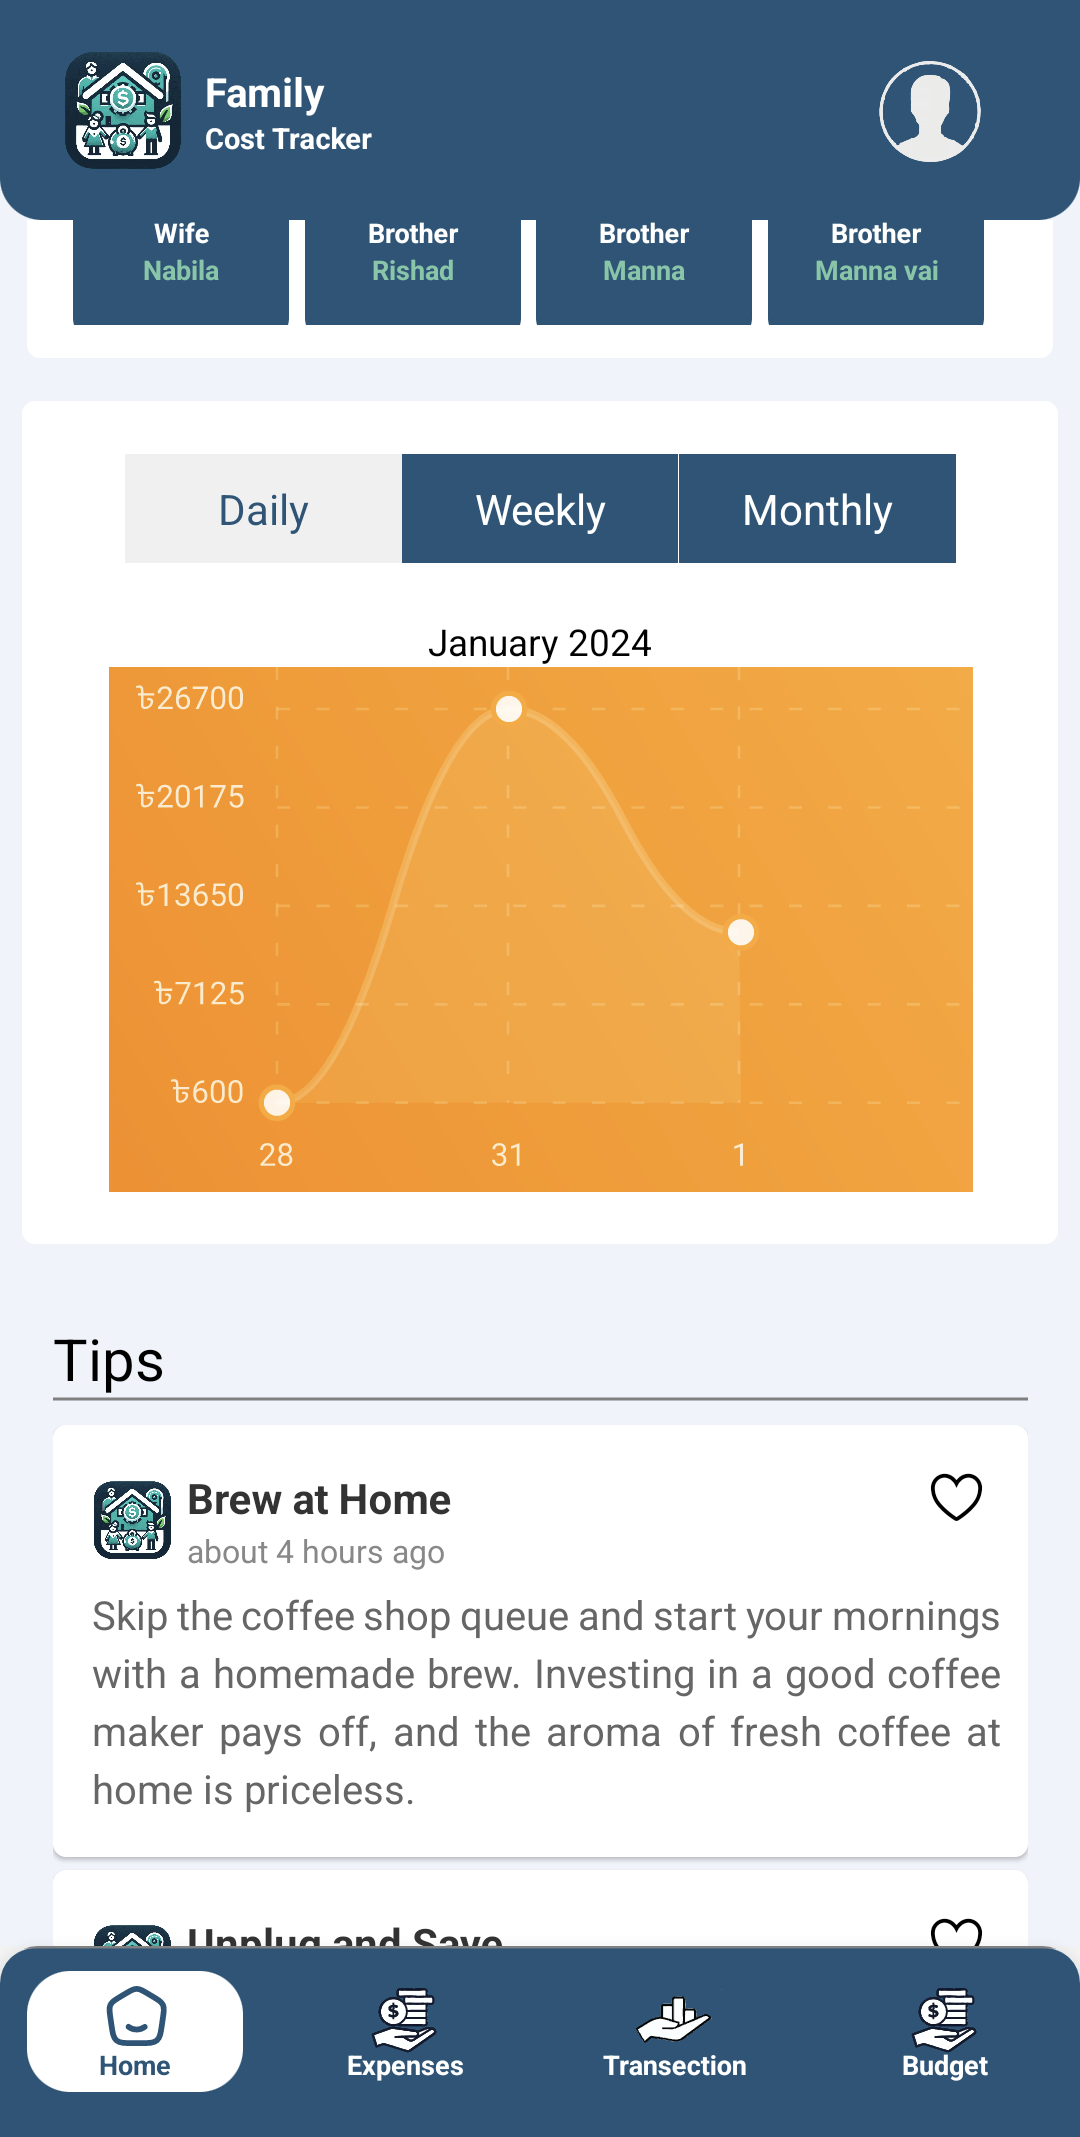 Family
Cost Tracker
Wife
Nabila
Brother
Rishad
Brother
Manna
Brother
Manna vai
Daily
Weekly
Monthly
January 2024
৳26700
৳20175
৳13650
৳7125
৳600
28
31
1
Tips
Brew at Home
about 4 hours ago
Skip the coffee shop queue and start your mornings
with a homemade brew. Investing in a good coffee
maker pays off, and the aroma of fresh coffee at
home is priceless.
Unplug and Save
Home
Expenses
Transection
Budget